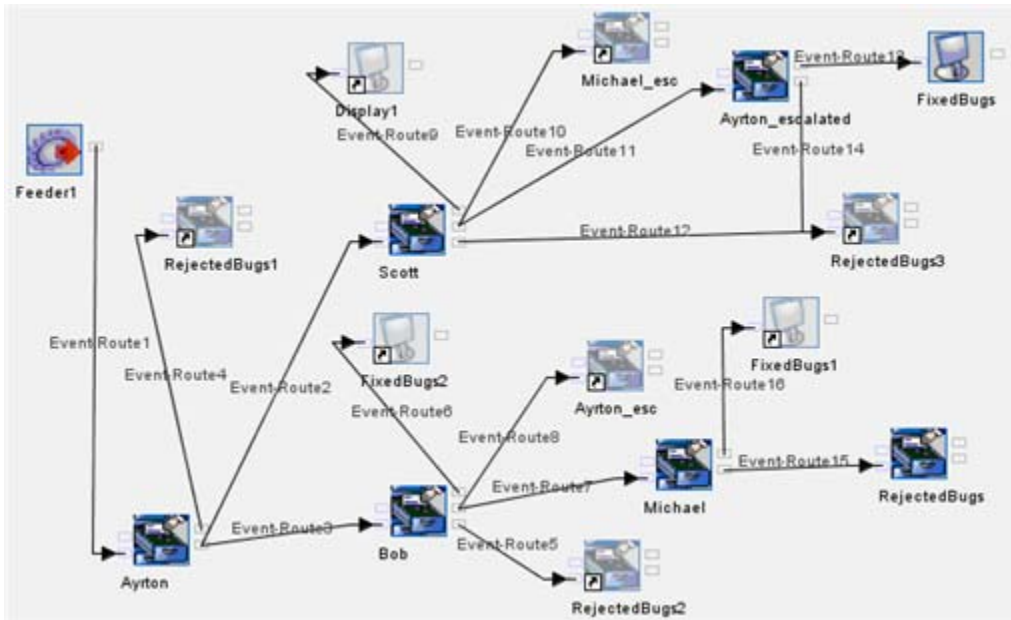 Michael_esc
Event-Route13
FixedBugs
Display1
Ayrton_escalated
Event-Route9
Event-Route10
Event-Route11
Event-Route14
Feeder1
Event-Route12
RejectedBugs1
Scott
RejectedBugs3
Event-Route1
Event-Route4
Event-Route2
FixedBugs2
FixedBugs1
Event-Route16
Event-Route6
Ayrton_esc
Event-Route8
Event-Route15
Event-Route7
Michael
RejectedBugs
Event-Route3
Bob
Event-Route5
Ayrton
RejectedBugs2